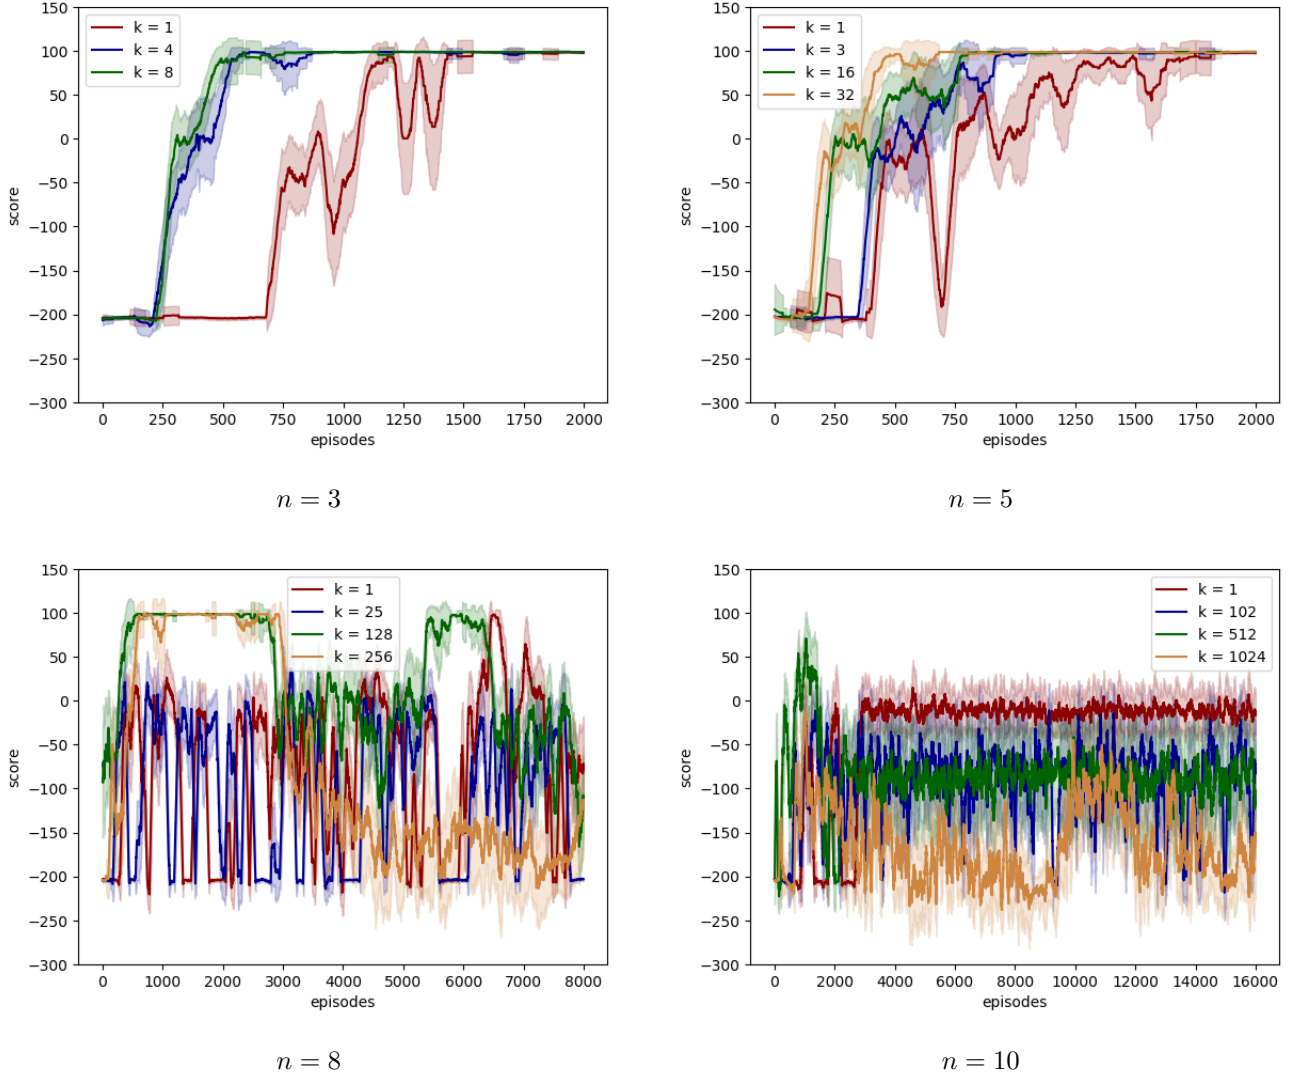 150
100
50
0
−50
−100
−150
−200
−250
−300
score
k = 1
k = 4
k = 8
0 250 500 750 1000 1250 1500 1750 2000
episodes
n = 3
150
100
50
0
−50
−100
−150
−200
−250
−300
score
k = 1
k = 3
k = 16
k = 32
0 250 500 750 1000 1250 1500 1750 2000
episodes
n = 5
150
100
50
0
−50
−100
−150
−200
−250
−300
score
k = 1
k = 25
k = 128
k = 256
0 1000 2000 3000 4000 5000 6000 7000 8000
episodes
n = 8
150
100
50
0
−50
−100
−150
−200
−250
−300
score
k = 1
k = 102
k = 512
k = 1024
0 2000 4000 6000 8000 10000 12000 14000 16000
episodes
n = 10